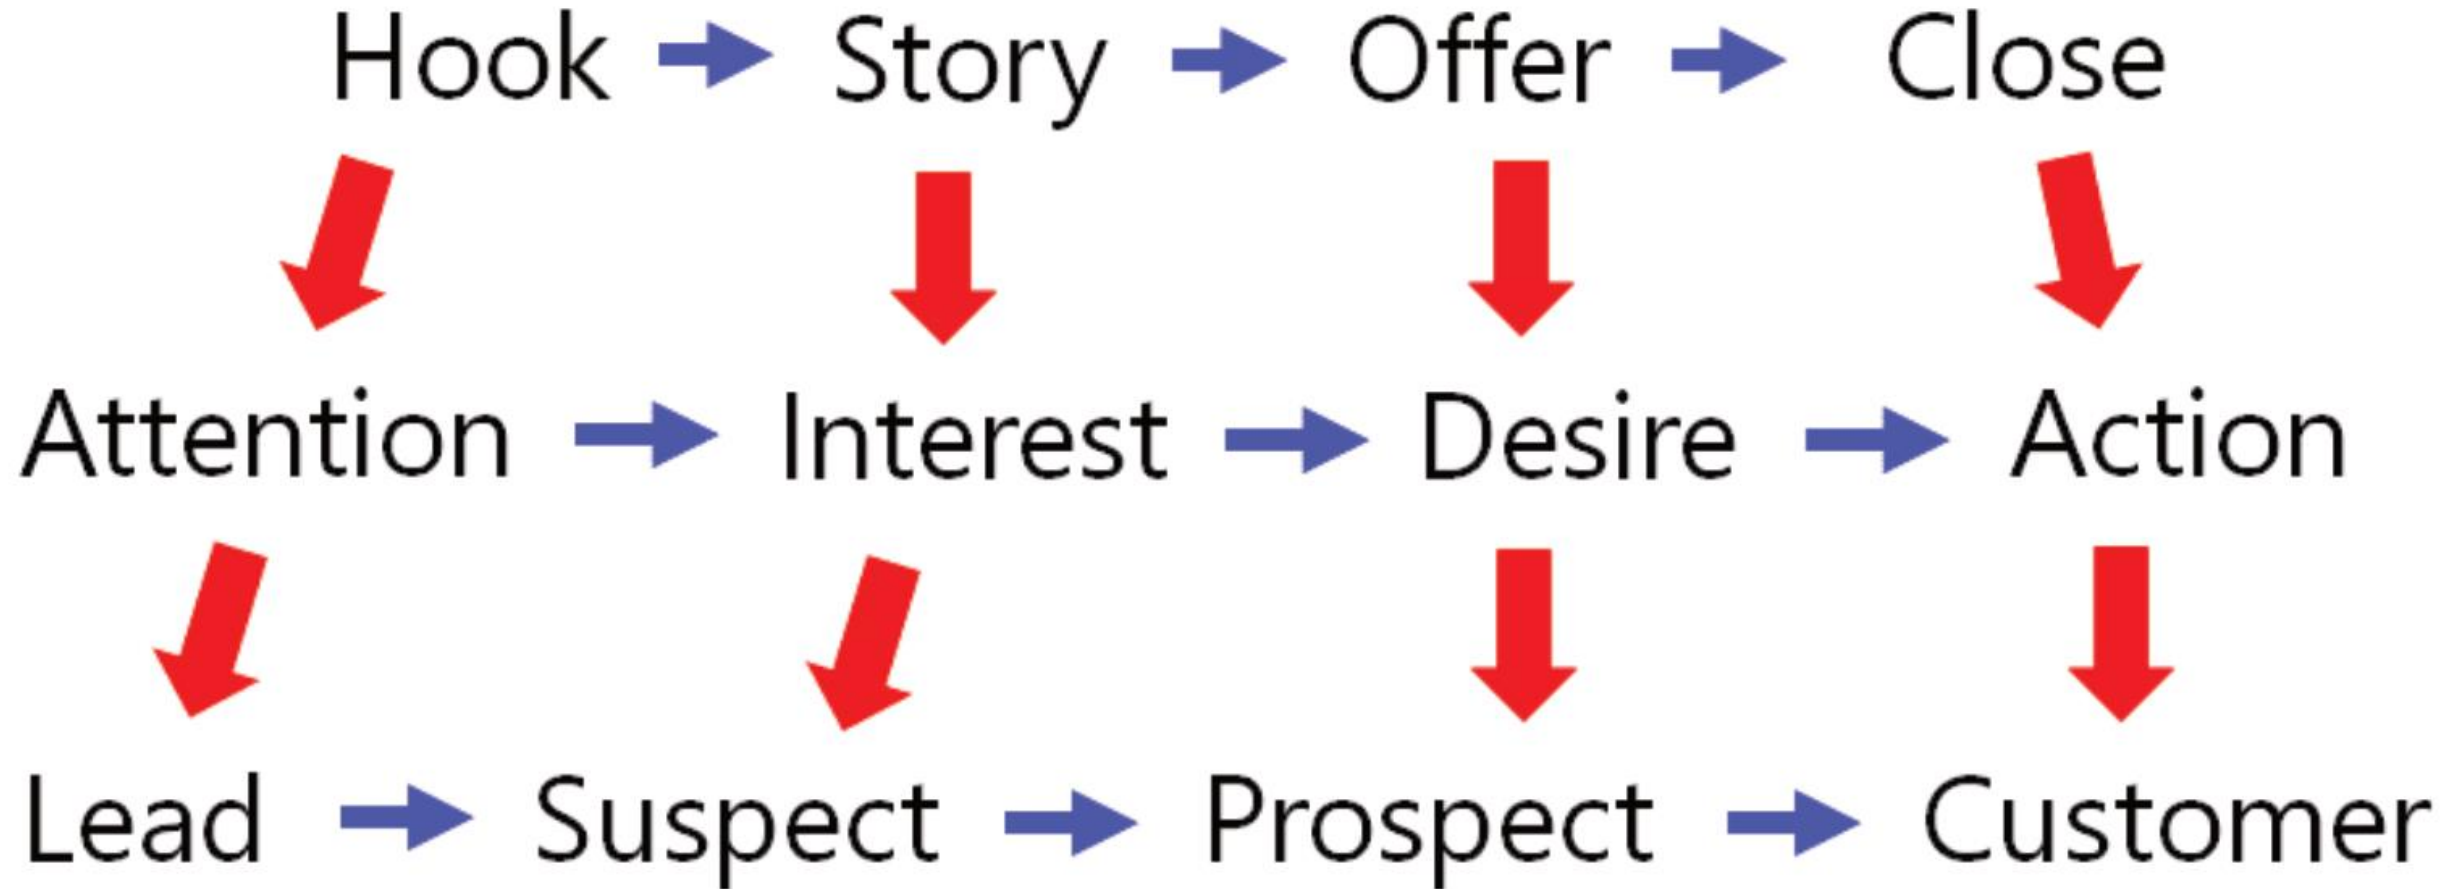 Hook Story Offer Close
Attention Interest Desire Action
Lead Suspect Prospect Customer